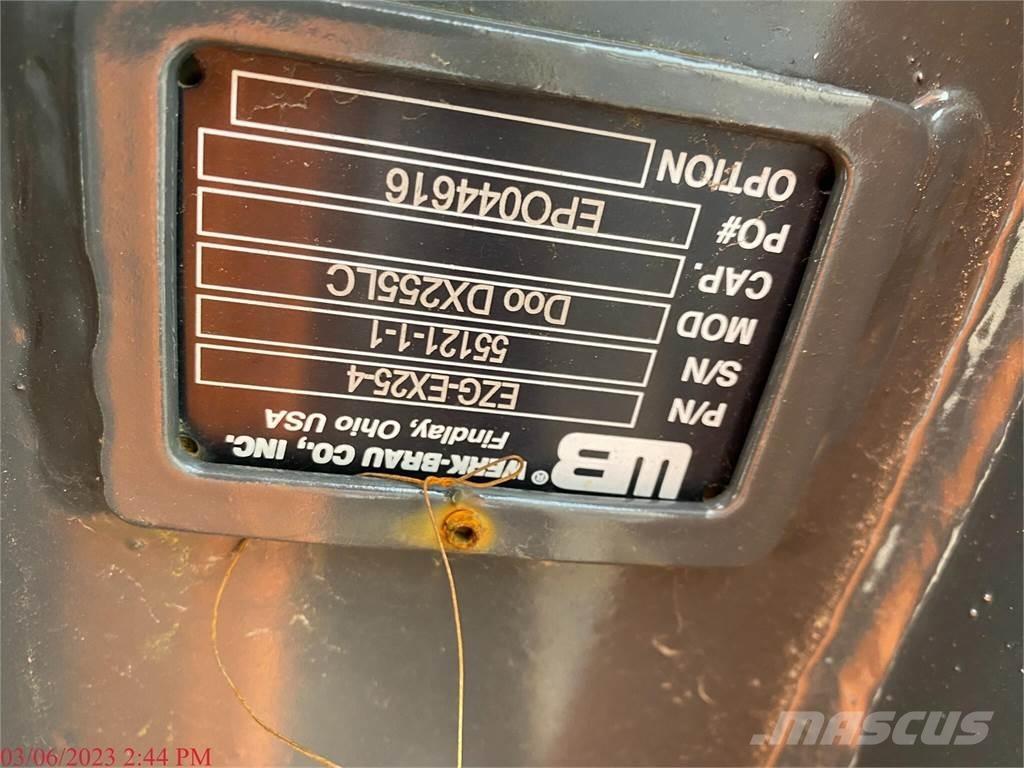 WB® WERK-BRAU CO., INC.
Findlay, Ohio USA
P/N EZG-EX25-4
S/N 55121-1-1
MOD Doo DX255LC
CAP.
PO# EPO044616
OPTION
MASCUS
03/06/2023 2:44 PM